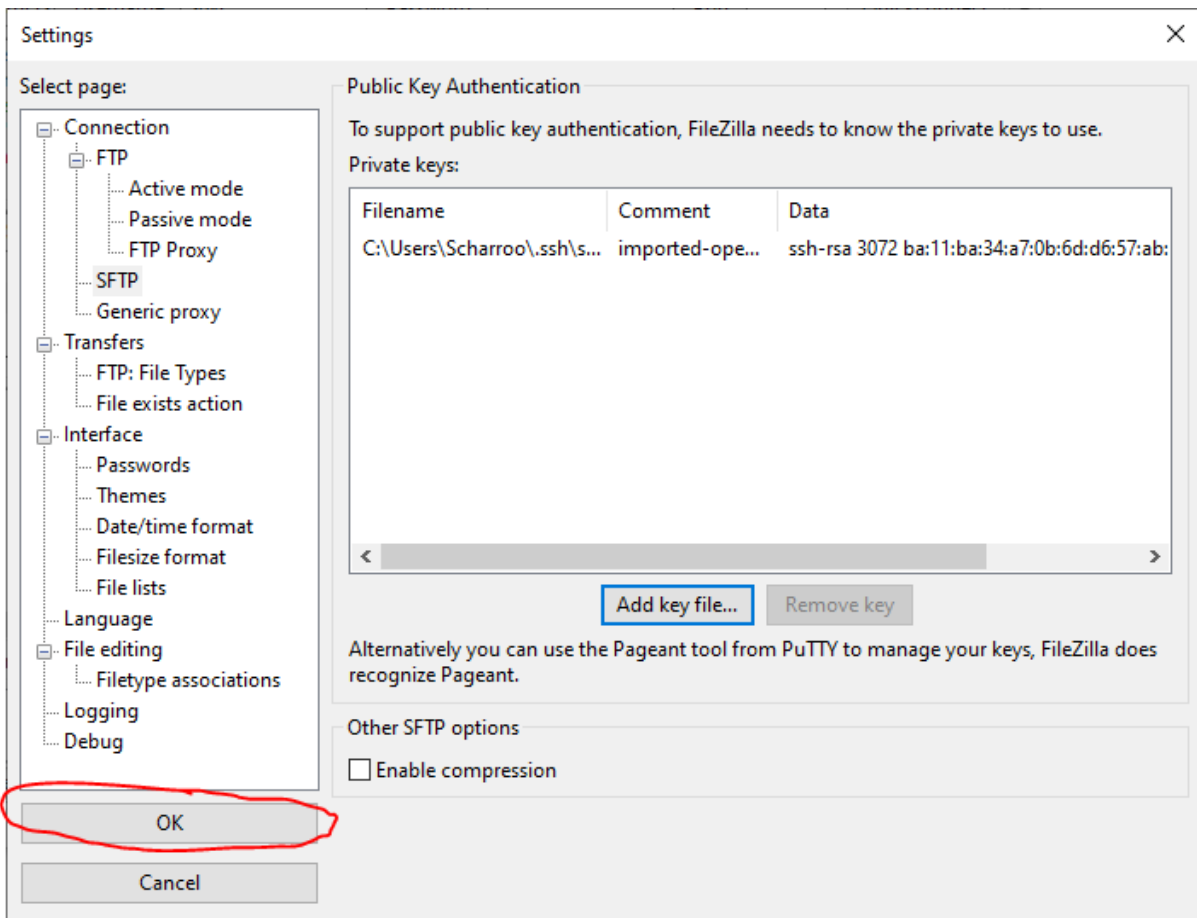 Settings
Select page:
Connection
FTP
Active mode
Passive mode
FTP Proxy
SFTP
Generic proxy
Transfers
FTP: File Types
File exists action
Interface
Passwords
Themes
Date/time format
Filesize format
File lists
Language
File editing
Filetype associations
Logging
Debug
OK
Cancel
Public Key Authentication
To support public key authentication, FileZilla needs to know the private keys to use.
Private keys:
Filename Comment Data
C:\Users\Scharroo\.ssh\s... imported-ope... ssh-rsa 3072 ba:11:ba:34:a7:0b:6d:d6:57:ab:
Add key file... Remove key
Alternatively you can use the Pageant tool from PuTTY to manage your keys, FileZilla does
recognize Pageant.
Other SFTP options
Enable compression